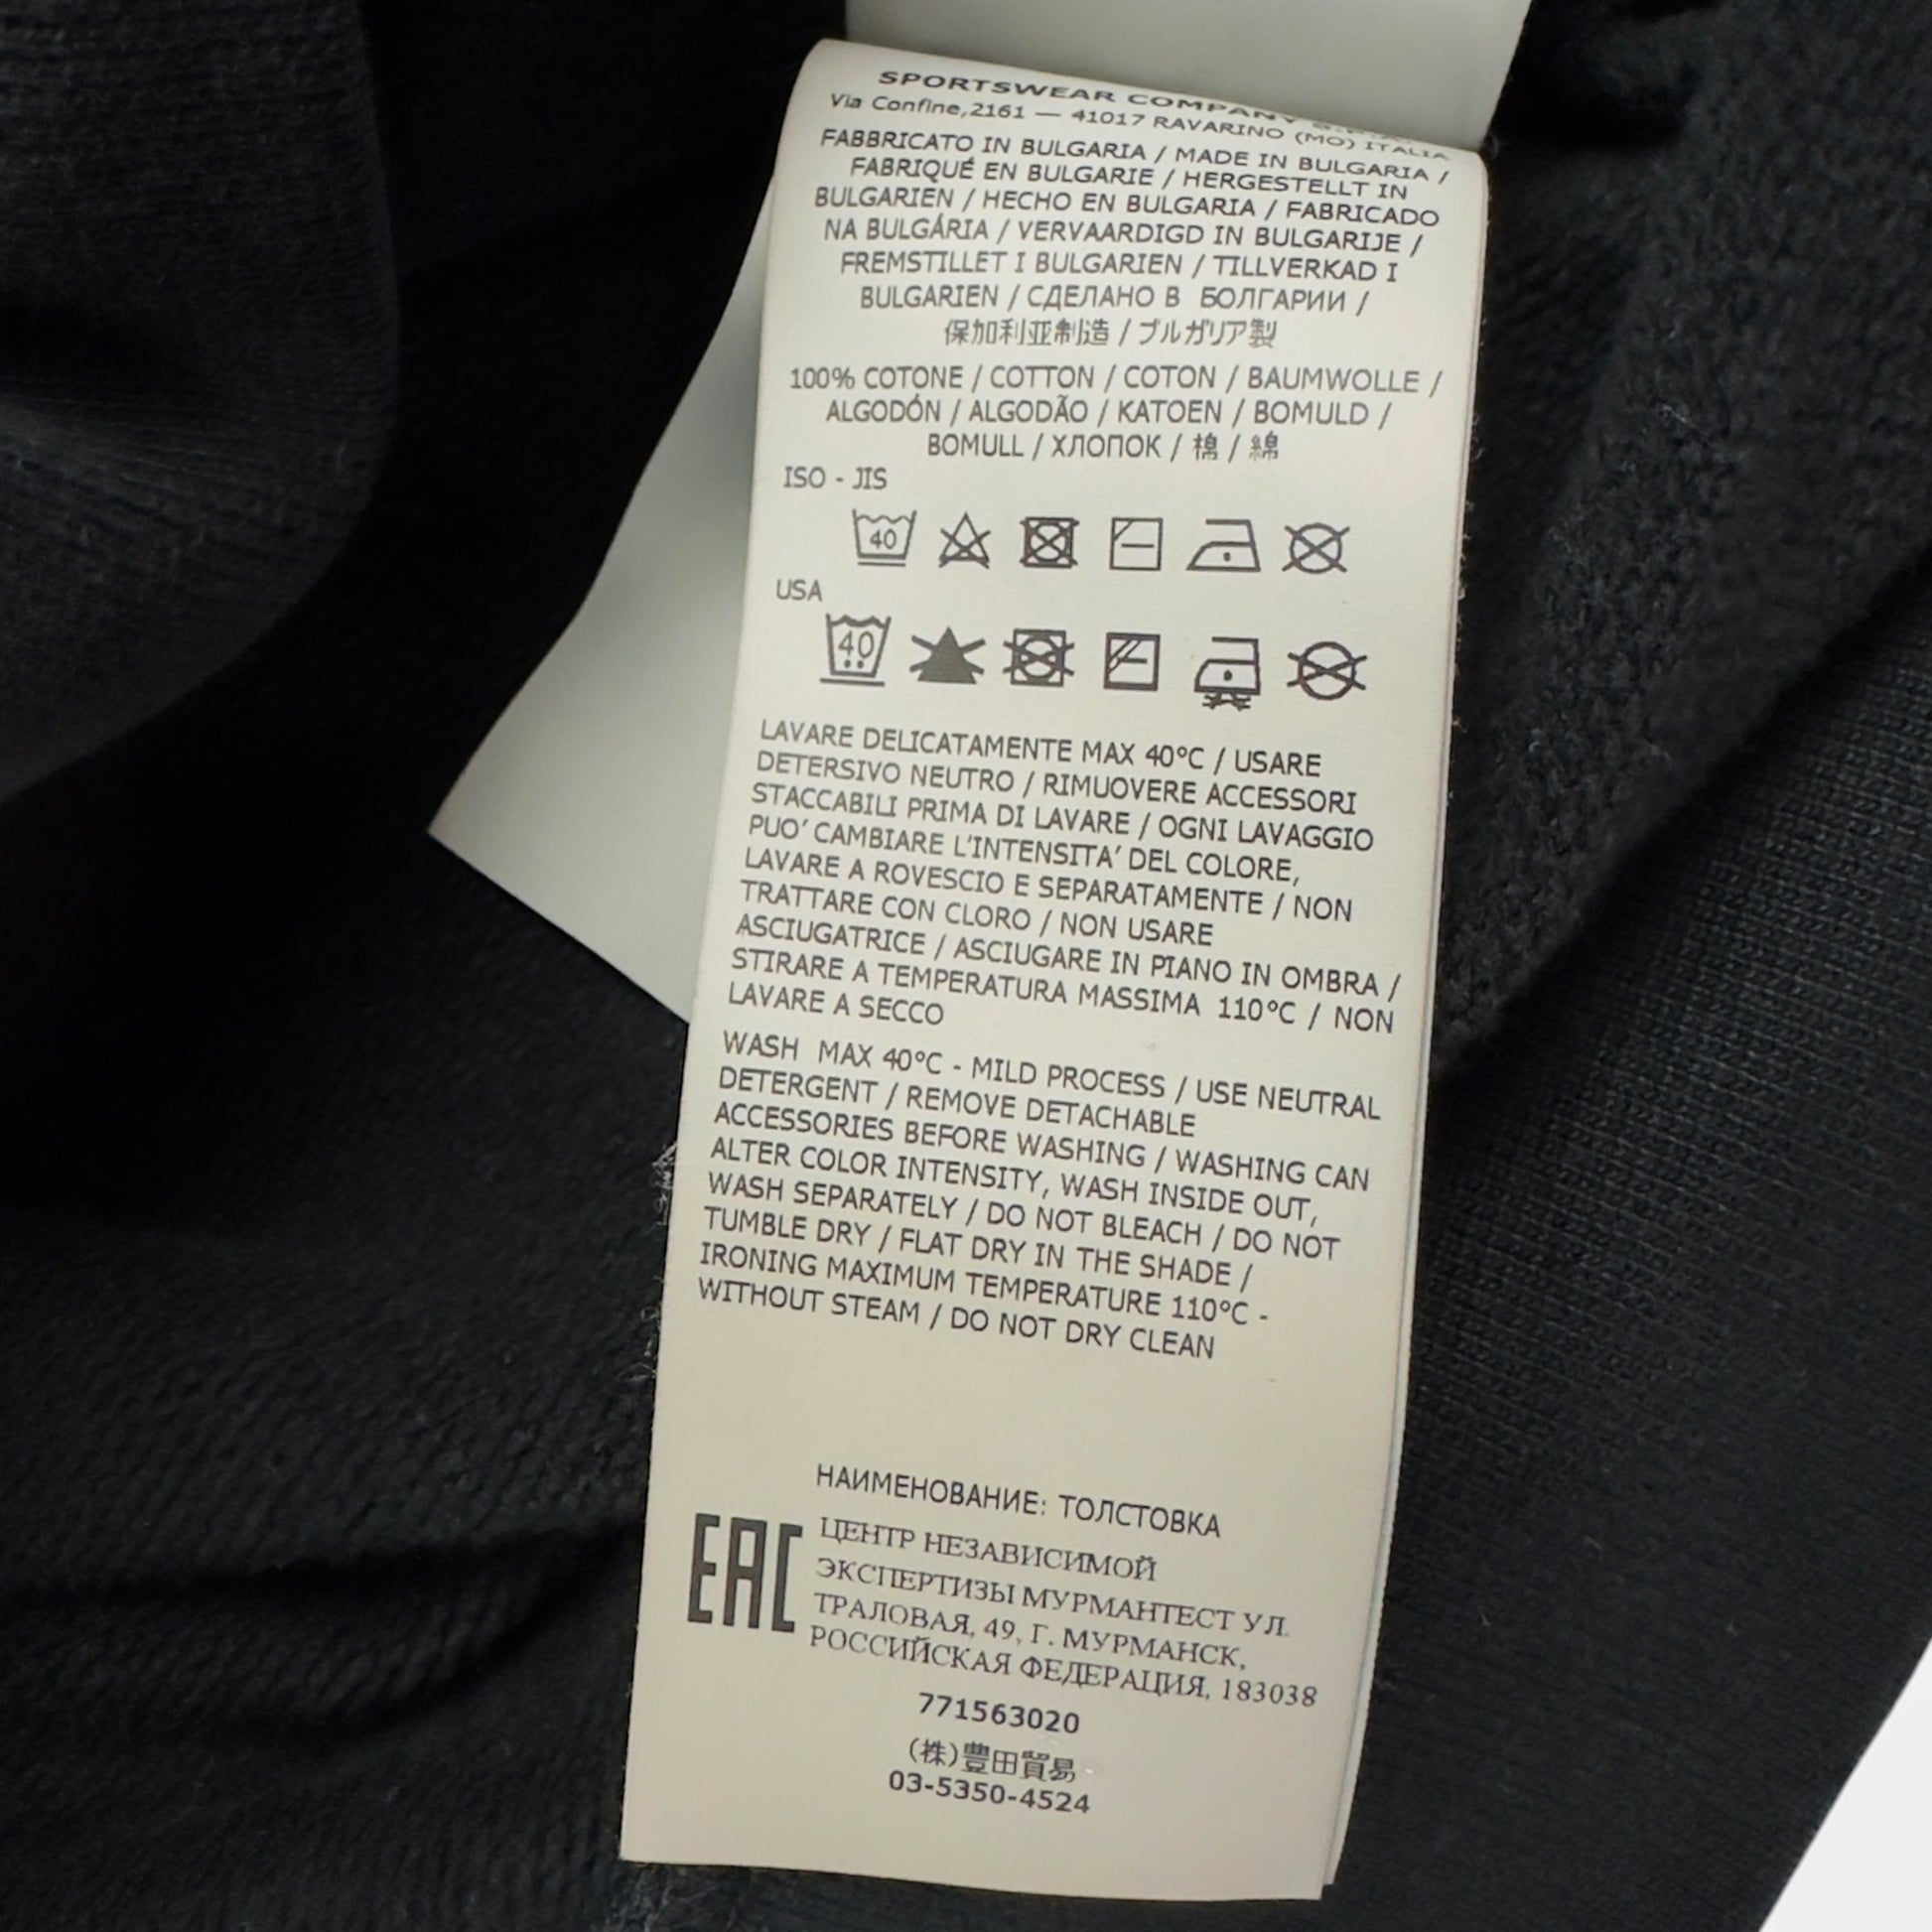 SPORTSWEAR COMPANY
Via Confine,2161 — 41017 RAVARINO (MO) ITALIA
FABBRICATO IN BULGARIA / MADE IN BULGARIA /
FABRIQUÉ EN BULGARIE / HERGESTELLT IN
BULGARIEN / HECHO EN BULGARIA / FABRICADO
NA BULGÁRIA / VERVAARDIGD IN BULGARIJE /
FREMSTILLET I BULGARIEN / TILLVERKAD I
BULGARIEN / СДЕЛАНО В БОЛГАРИИ /
保加利亚制造 / ブルガリア製
100% COTONE / COTTON / COTON / BAUMWOLLE /
ALGODÓN / ALGODÃO / KATOEN / BOMULD /
BOMULL / ХЛОПОК / 棉 / 綿
ISO - JIS
40
USA
40
LAVARE DELICATAMENTE MAX 40°C / USARE
DETERSIVO NEUTRO / RIMUOVERE ACCESSORI
STACCABILI PRIMA DI LAVARE / OGNI LAVAGGIO
PUO' CAMBIARE L'INTENSITA' DEL COLORE,
LAVARE A ROVESCIO E SEPARATAMENTE / NON
TRATTARE CON CLORO / NON USARE
ASCIUGATRICE / ASCIUGARE IN PIANO IN OMBRA /
STIRARE A TEMPERATURA MASSIMA 110°C / NON
LAVARE A SECCO
WASH MAX 40°C - MILD PROCESS / USE NEUTRAL
DETERGENT / REMOVE DETACHABLE
ACCESSORIES BEFORE WASHING / WASHING CAN
ALTER COLOR INTENSITY, WASH INSIDE OUT,
WASH SEPARATELY / DO NOT BLEACH / DO NOT
TUMBLE DRY / FLAT DRY IN THE SHADE /
IRONING MAXIMUM TEMPERATURE 110°C -
WITHOUT STEAM / DO NOT DRY CLEAN
НАИМЕНОВАНИЕ: ТОЛСТОВКА
EAC
ЦЕНТР НЕЗАВИСИМОЙ
ЭКСПЕРТИЗЫ МУРМАНТЕСТ УЛ.
ТРАЛОВАЯ, 49, Г. МУРМАНСК,
РОССИЙСКАЯ ФЕДЕРАЦИЯ, 183038
771563020
(株)豊田貿易
03-5350-4524